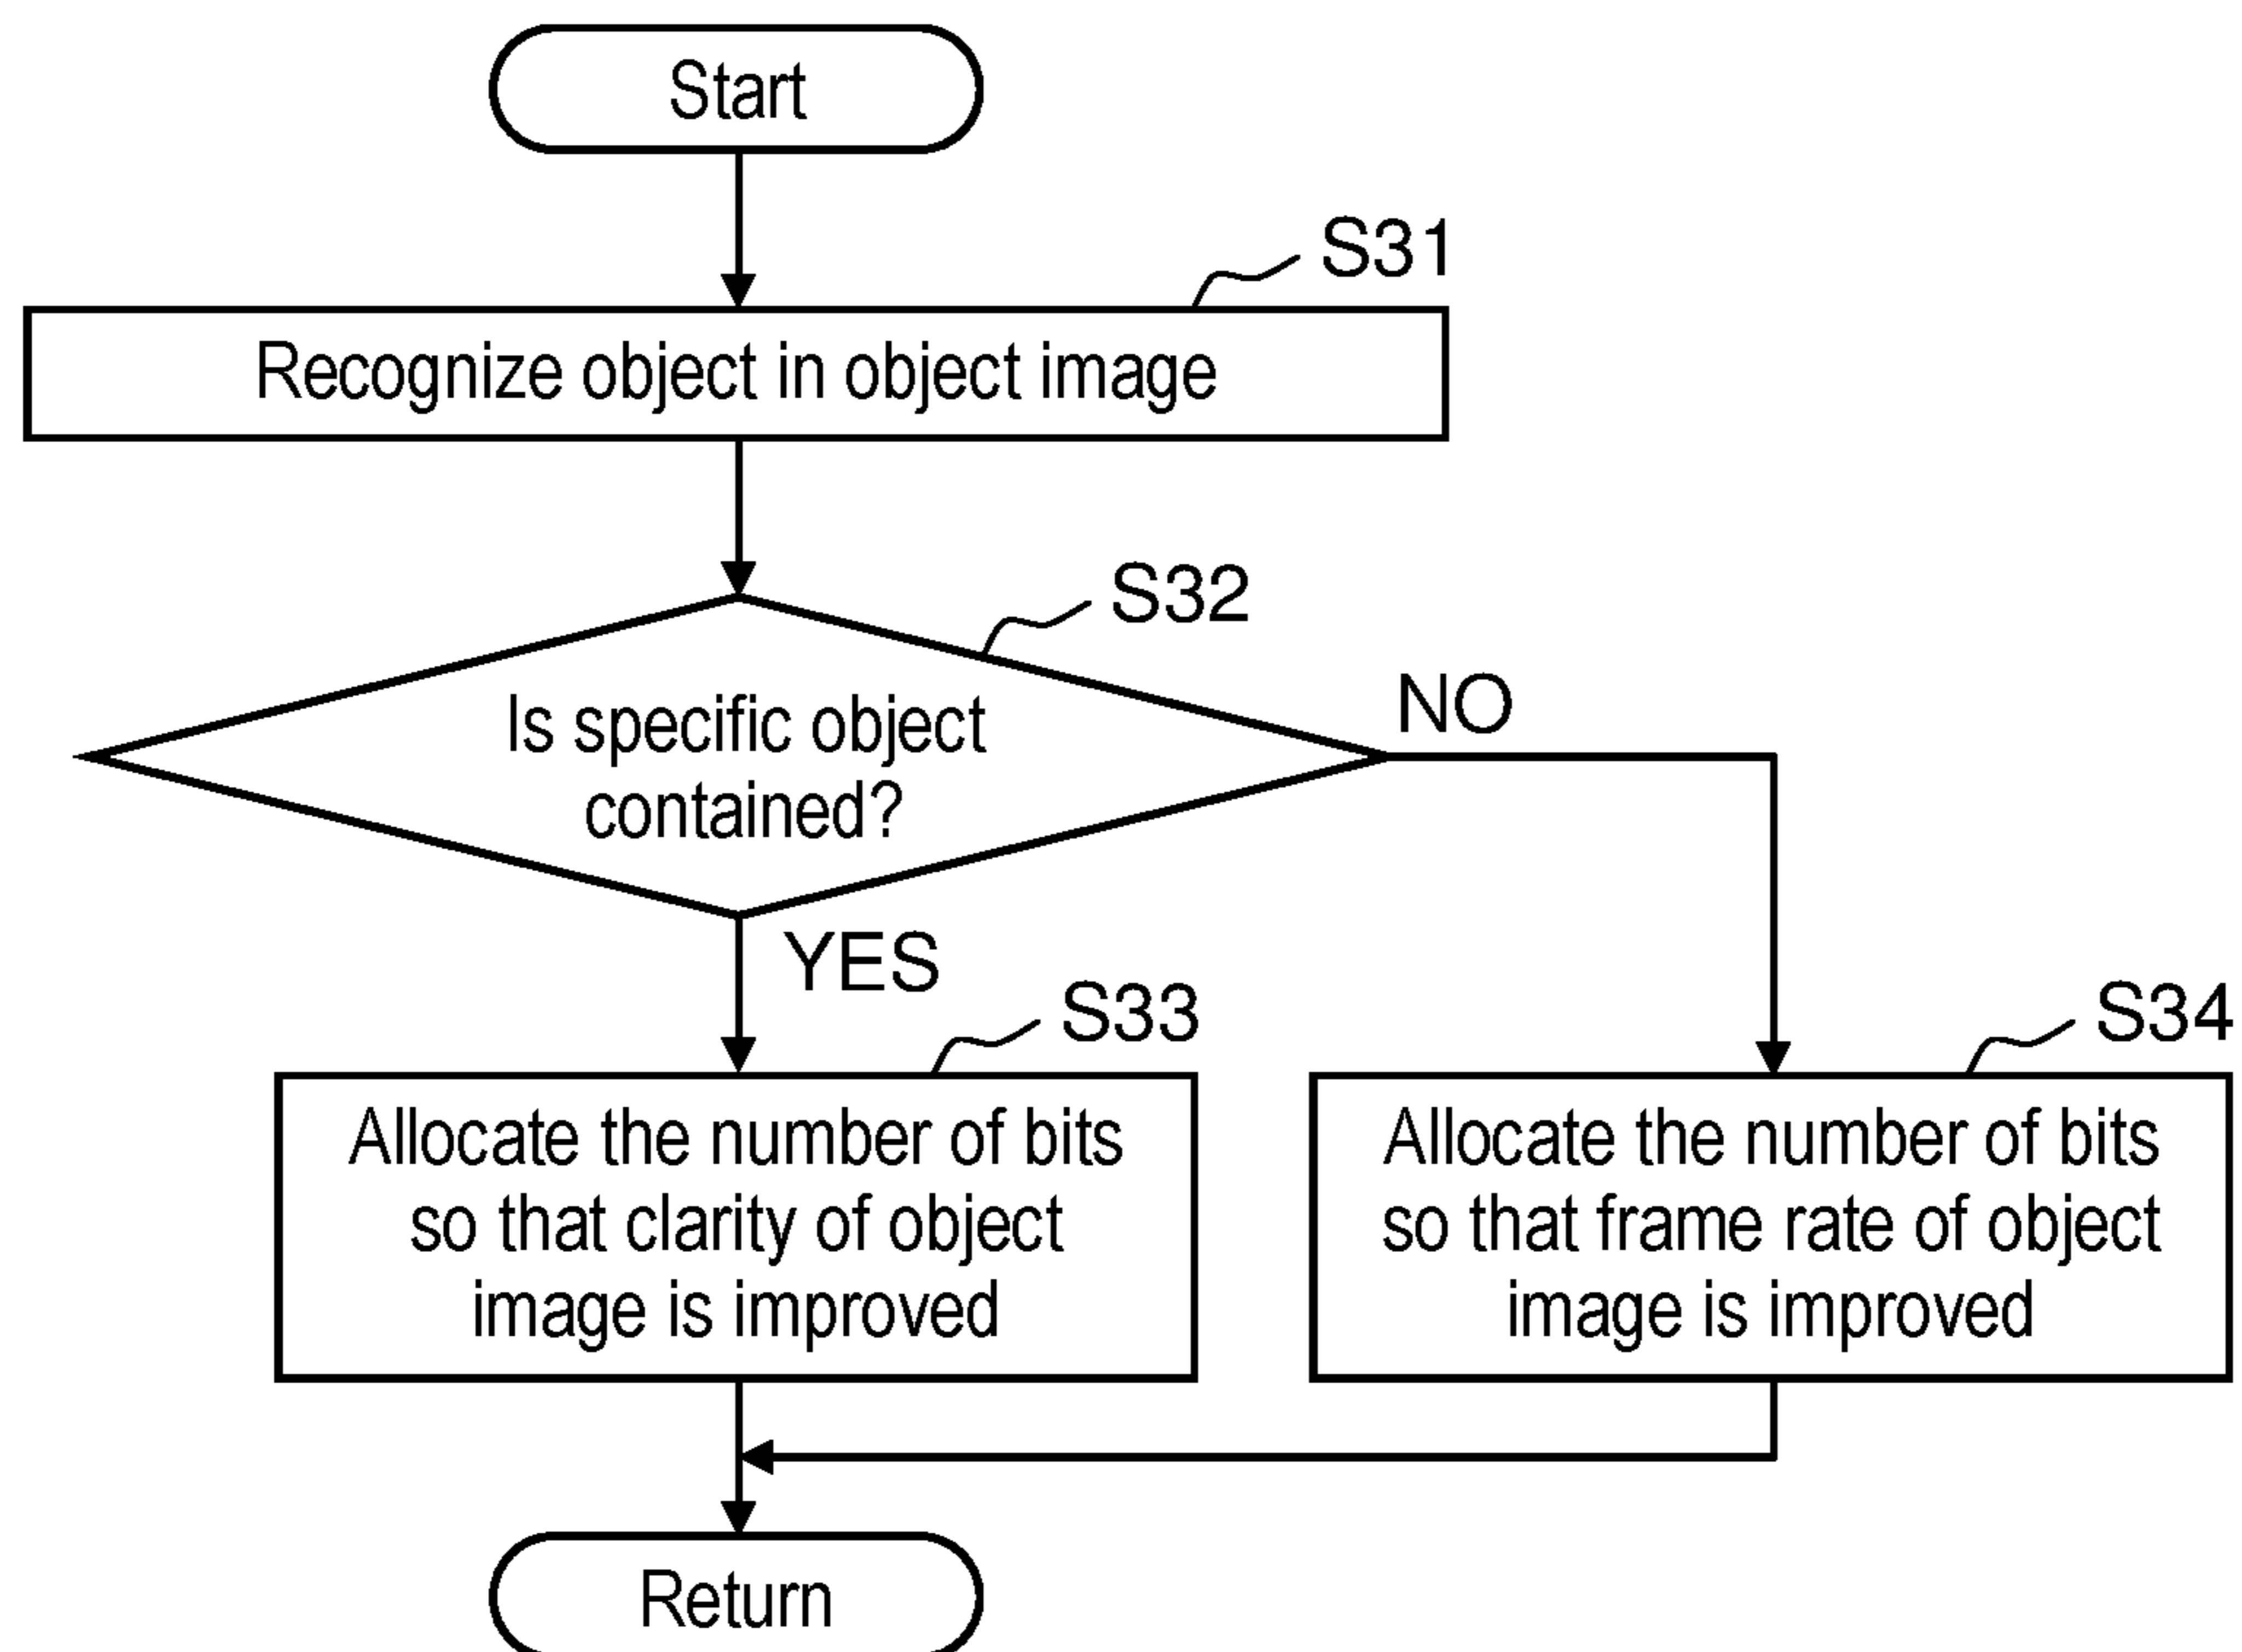 Start
S31
Recognize object in object image
S32
Is specific object
contained?
NO
YES
S33
Allocate the number of bits
so that clarity of object
image is improved
S34
Allocate the number of bits
so that frame rate of object
image is improved
Return